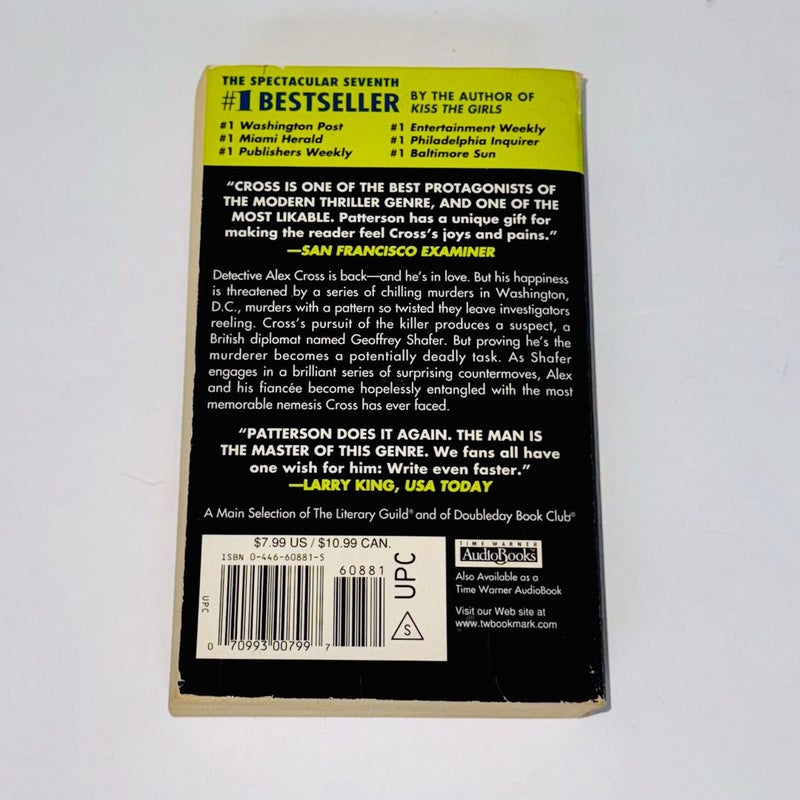 THE SPECTACULAR SEVENTH
#1 BESTSELLER
BY THE AUTHOR OF
KISS THE GIRLS
#1 Washington Post
#1 Miami Herald
#1 Publishers Weekly
#1 Entertainment Weekly
#1 Philadelphia Inquirer
#1 Baltimore Sun
“CROSS IS ONE OF THE BEST PROTAGONISTS OF
THE MODERN THRILLER GENRE, AND ONE OF THE
MOST LIKABLE. Patterson has a unique gift for
making the reader feel Cross’s joys and pains.”
—SAN FRANCISCO EXAMINER
Detective Alex Cross is back—and he’s in love. But his happiness
is threatened by a series of chilling murders in Washington,
D.C., murders with a pattern so twisted they leave investigators
reeling. Cross’s pursuit of the killer produces a suspect, a
British diplomat named Geoffrey Shafer. But proving he’s the
murderer becomes a potentially deadly task. As Shafer
engages in a brilliant series of surprising countermoves, Alex
and his fiancée become hopelessly entangled with the most
memorable nemesis Cross has ever faced.
“PATTERSON DOES IT AGAIN. THE MAN IS
THE MASTER OF THIS GENRE. We fans all have
one wish for him: Write even faster.”
—LARRY KING, USA TODAY
A Main Selection of The Literary Guild® and of Doubleday Book Club®
$7.99 US / $10.99 CAN.
ISBN 0-446-60881-5
60881
UPC
UPC
S
0 70993 00799 7
TIME WARNER
AudioBooks
Also Available as a
Time Warner AudioBook
Visit our Web site at
www.twbookmark.com